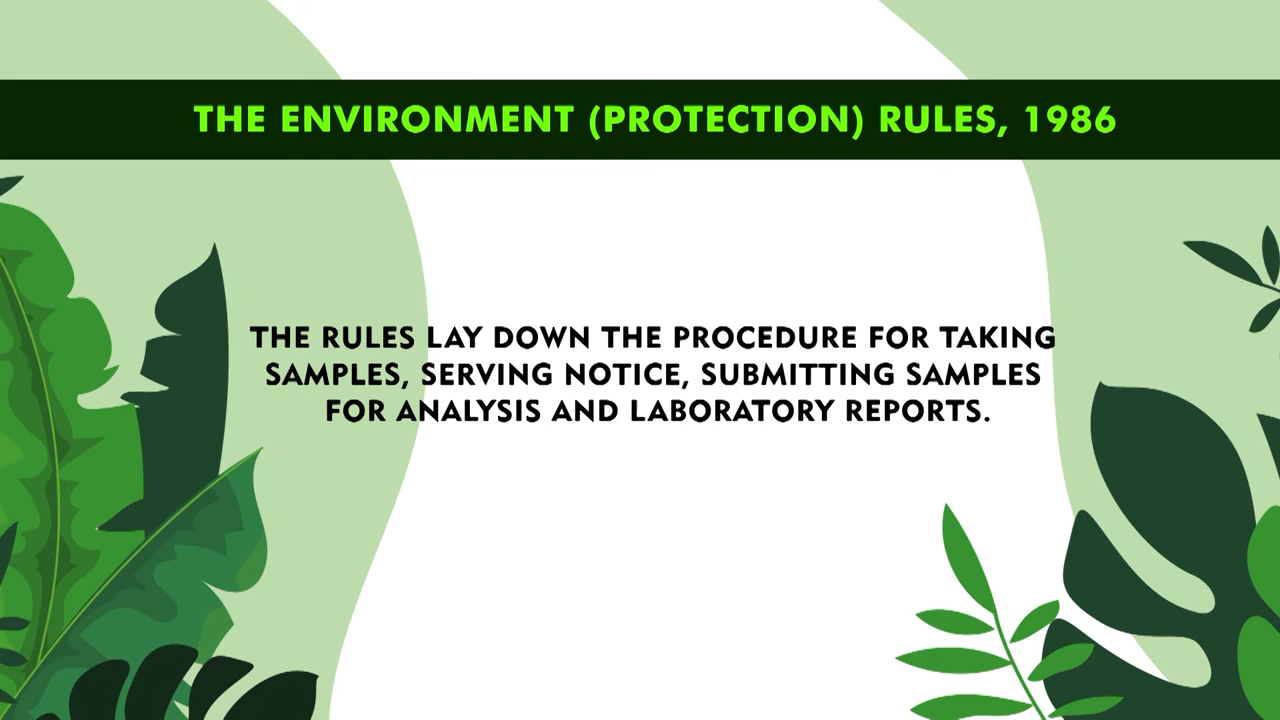 THE ENVIRONMENT (PROTECTION) RULES, 1986
THE RULES LAY DOWN THE PROCEDURE FOR TAKING
SAMPLES, SERVING NOTICE, SUBMITTING SAMPLES
FOR ANALYSIS AND LABORATORY REPORTS.